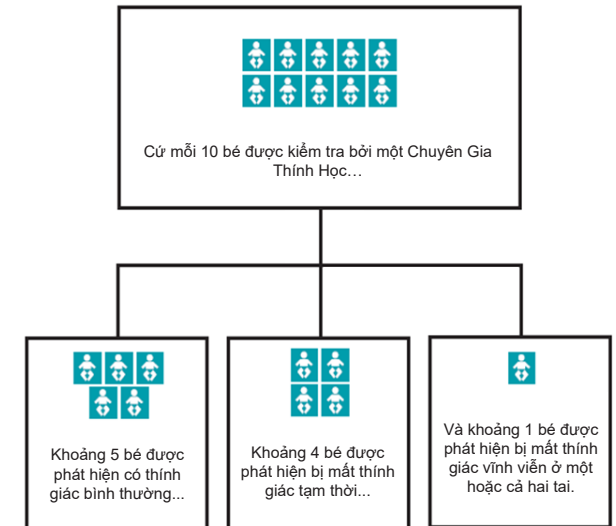 Cứ mỗi 10 bé được kiểm tra bởi một Chuyên Gia
Thính Học…
Khoảng 5 bé được
phát hiện có thính
giác bình thường...
Khoảng 4 bé được
phát hiện bị mất thính
giác tạm thời...
Và khoảng 1 bé được
phát hiện bị mất thính
giác vĩnh viễn ở một
hoặc cả hai tai.